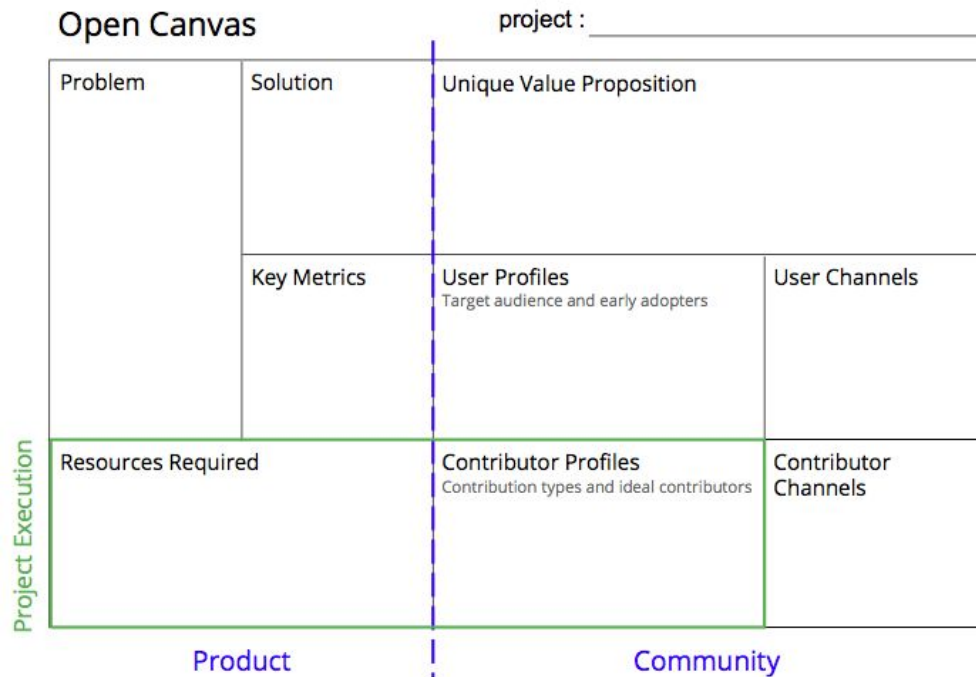 Open Canvas
project :
Problem
Solution
Unique Value Proposition
Key Metrics
User Profiles
Target audience and early adopters
User Channels
Project Execution
Resources Required
Contributor Profiles
Contribution types and ideal contributors
Contributor
Channels
Product
Community